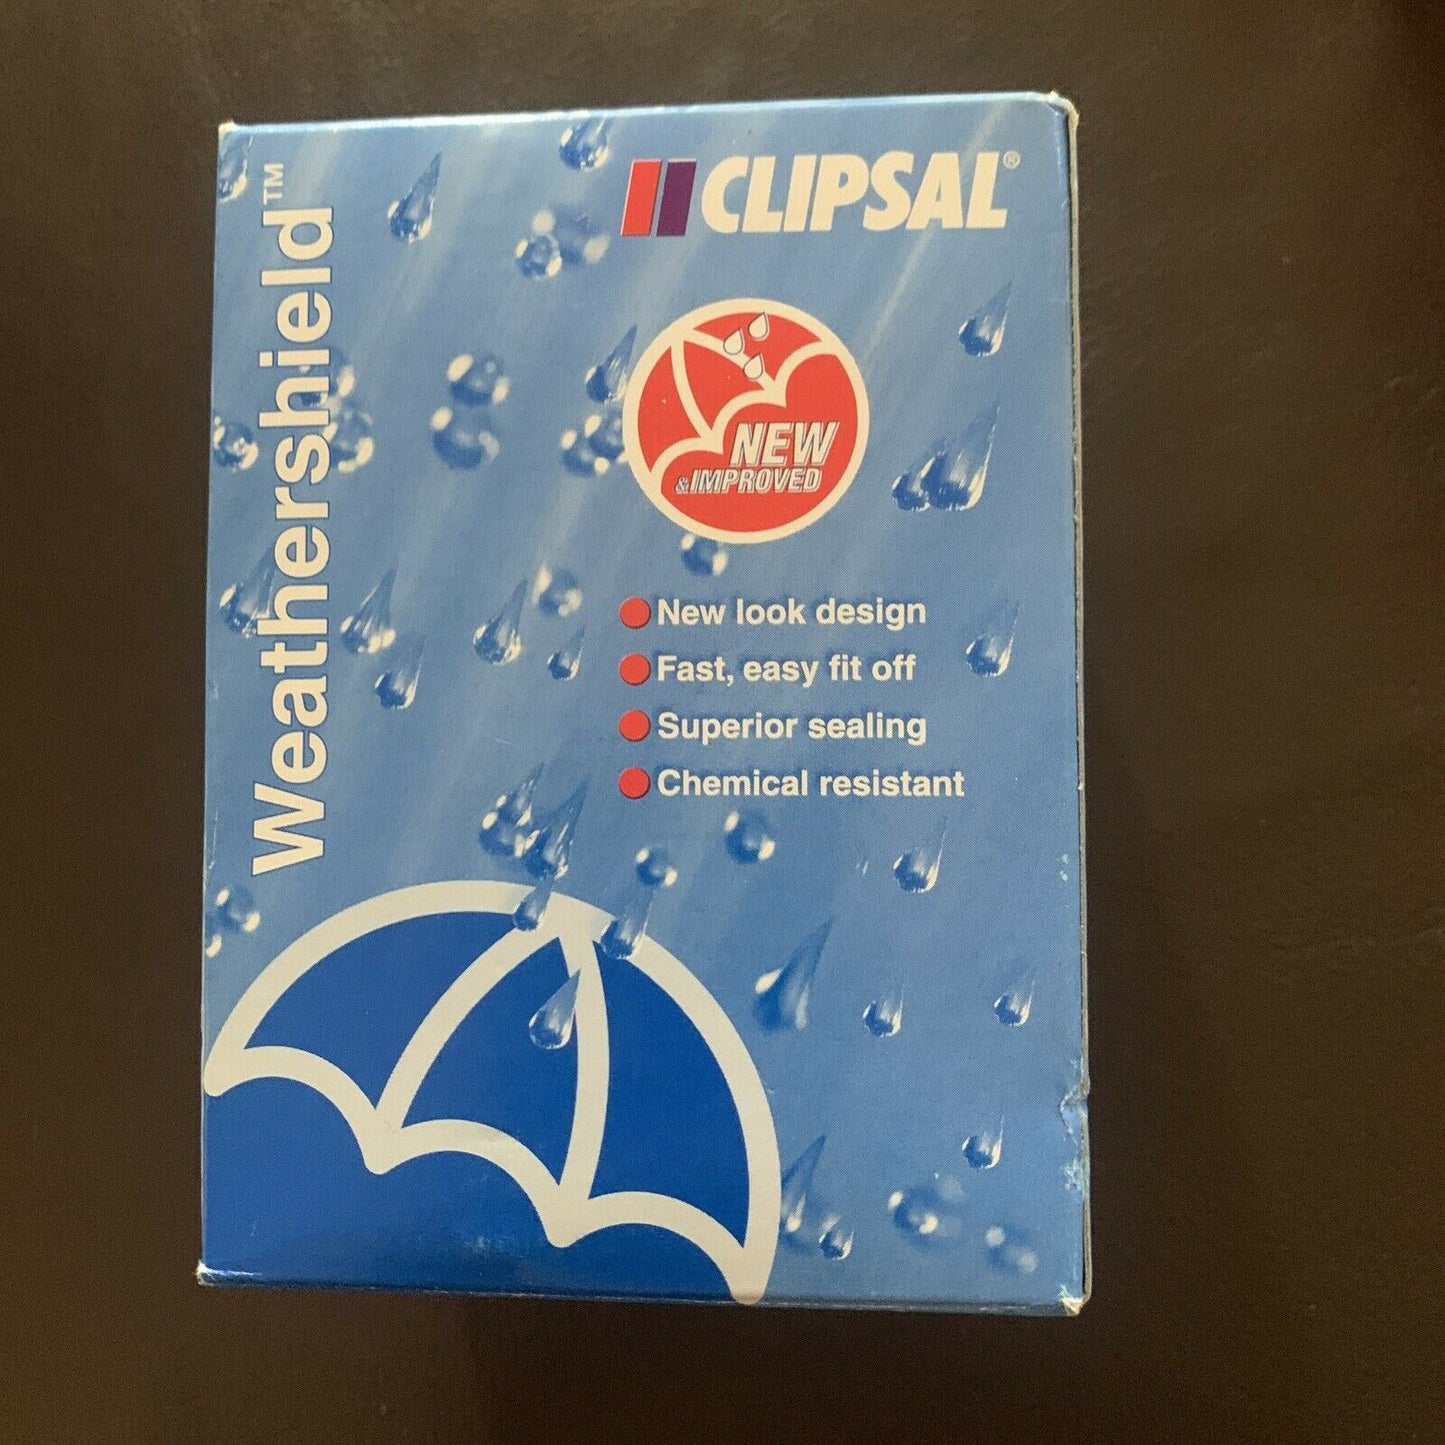 Weathershield™
CLIPSAL®
NEW
& IMPROVED
New look design
Fast, easy fit off
Superior sealing
Chemical resistant